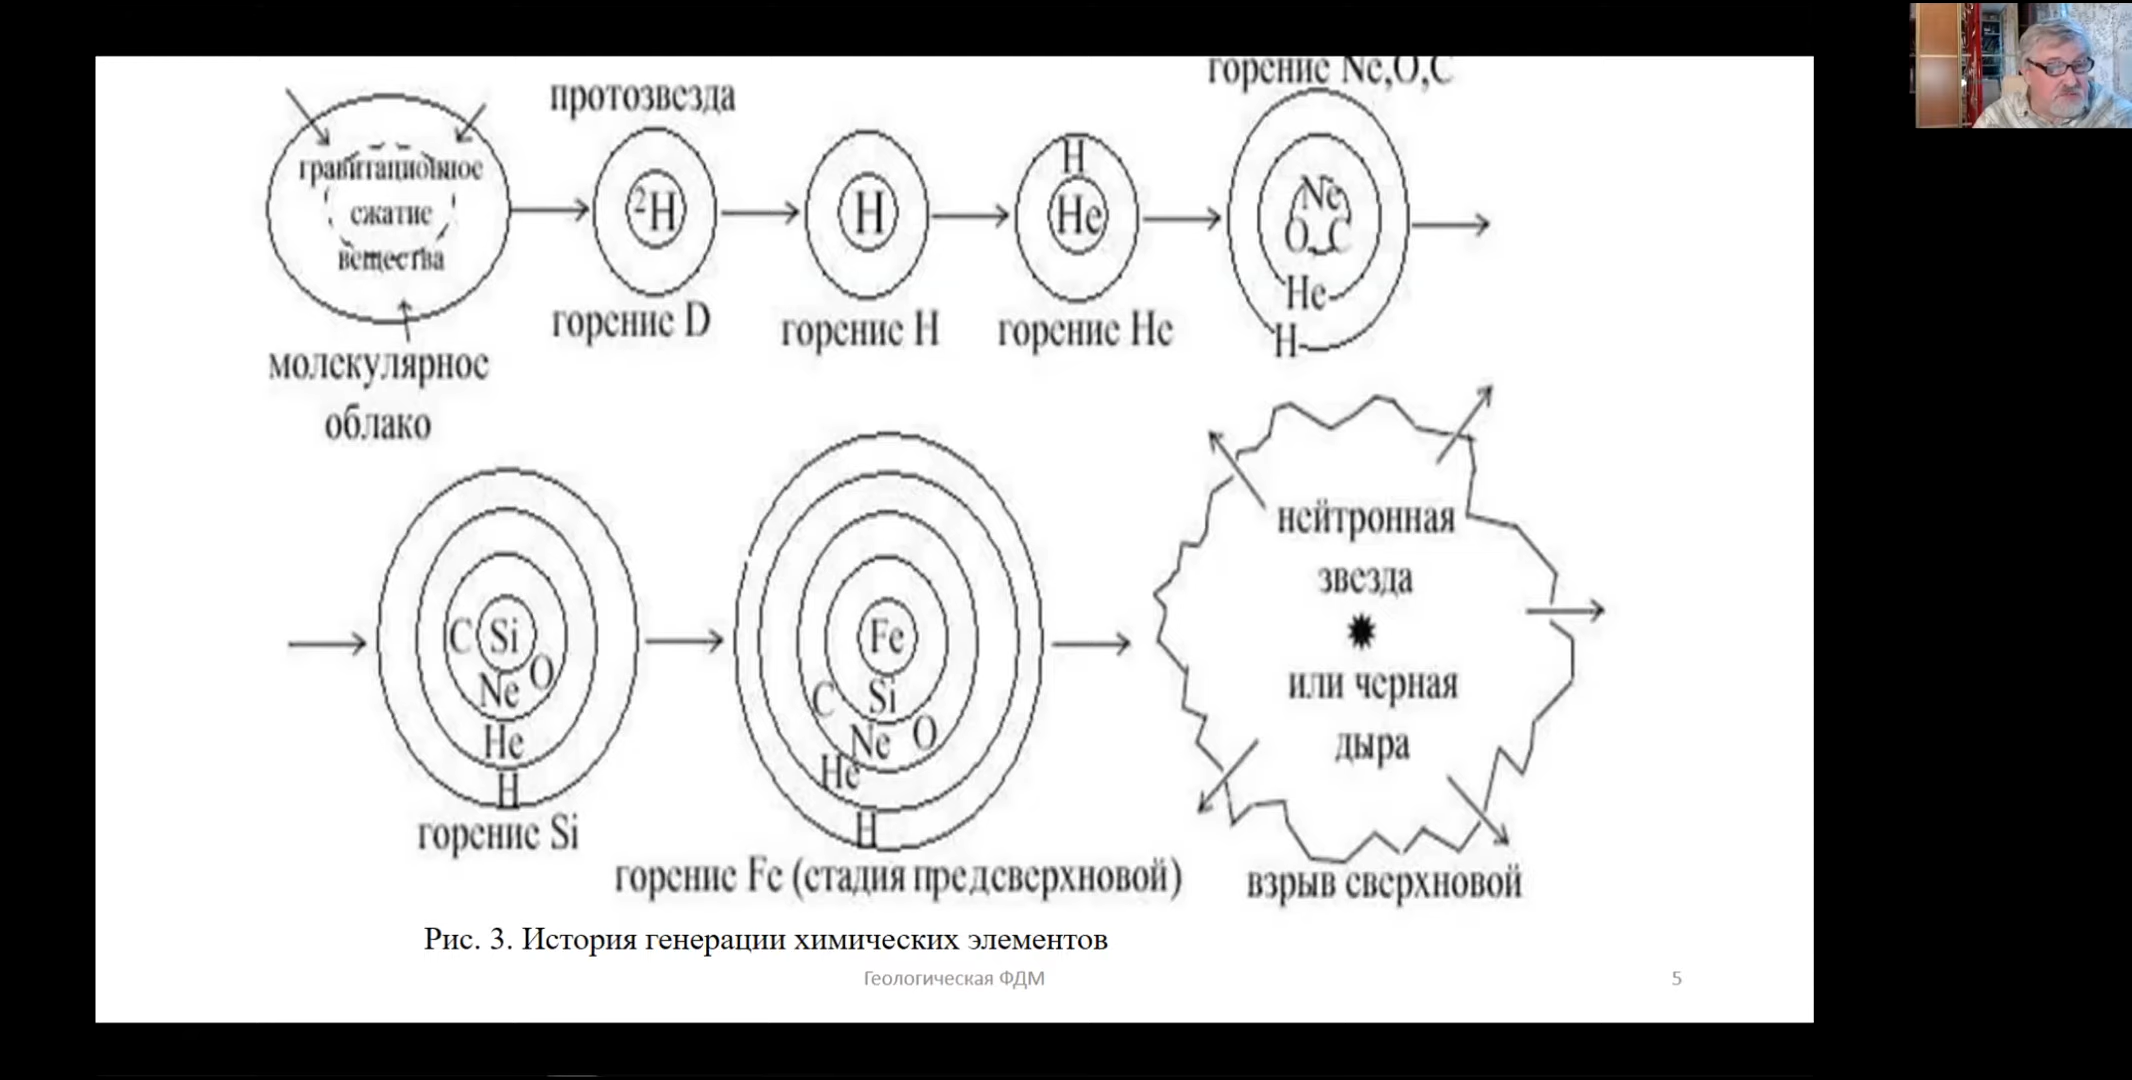 гравитационное
сжатие
вещества
молекулярное
облако
протозвезда
²H
горение D
H
горение H
H
He
горение He
горение Ne,O,C
Ne
O C
He
H
C Si
Ne O
He
H
горение Si
Fe
C Si
Ne O
He
H
горение Fe (стадия предсверхновой)
нейтронная
звезда
или черная
дыра
взрыв сверхновой
Рис. 3. История генерации химических элементов
Геологическая ФДМ
5